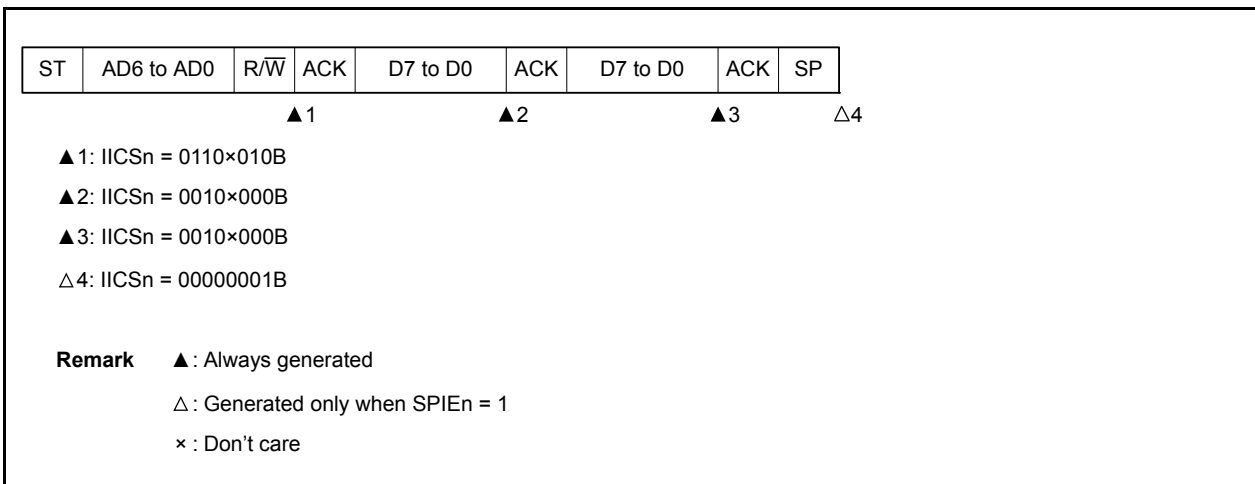 ST AD6 to AD0 R/W̅ ACK D7 to D0 ACK D7 to D0 ACK SP
▲1 ▲2 ▲3 △4
▲1: IICSn = 0110×010B
▲2: IICSn = 0010×000B
▲3: IICSn = 0010×000B
△4: IICSn = 00000001B
Remark ▲: Always generated
△: Generated only when SPIEn = 1
×: Don't care